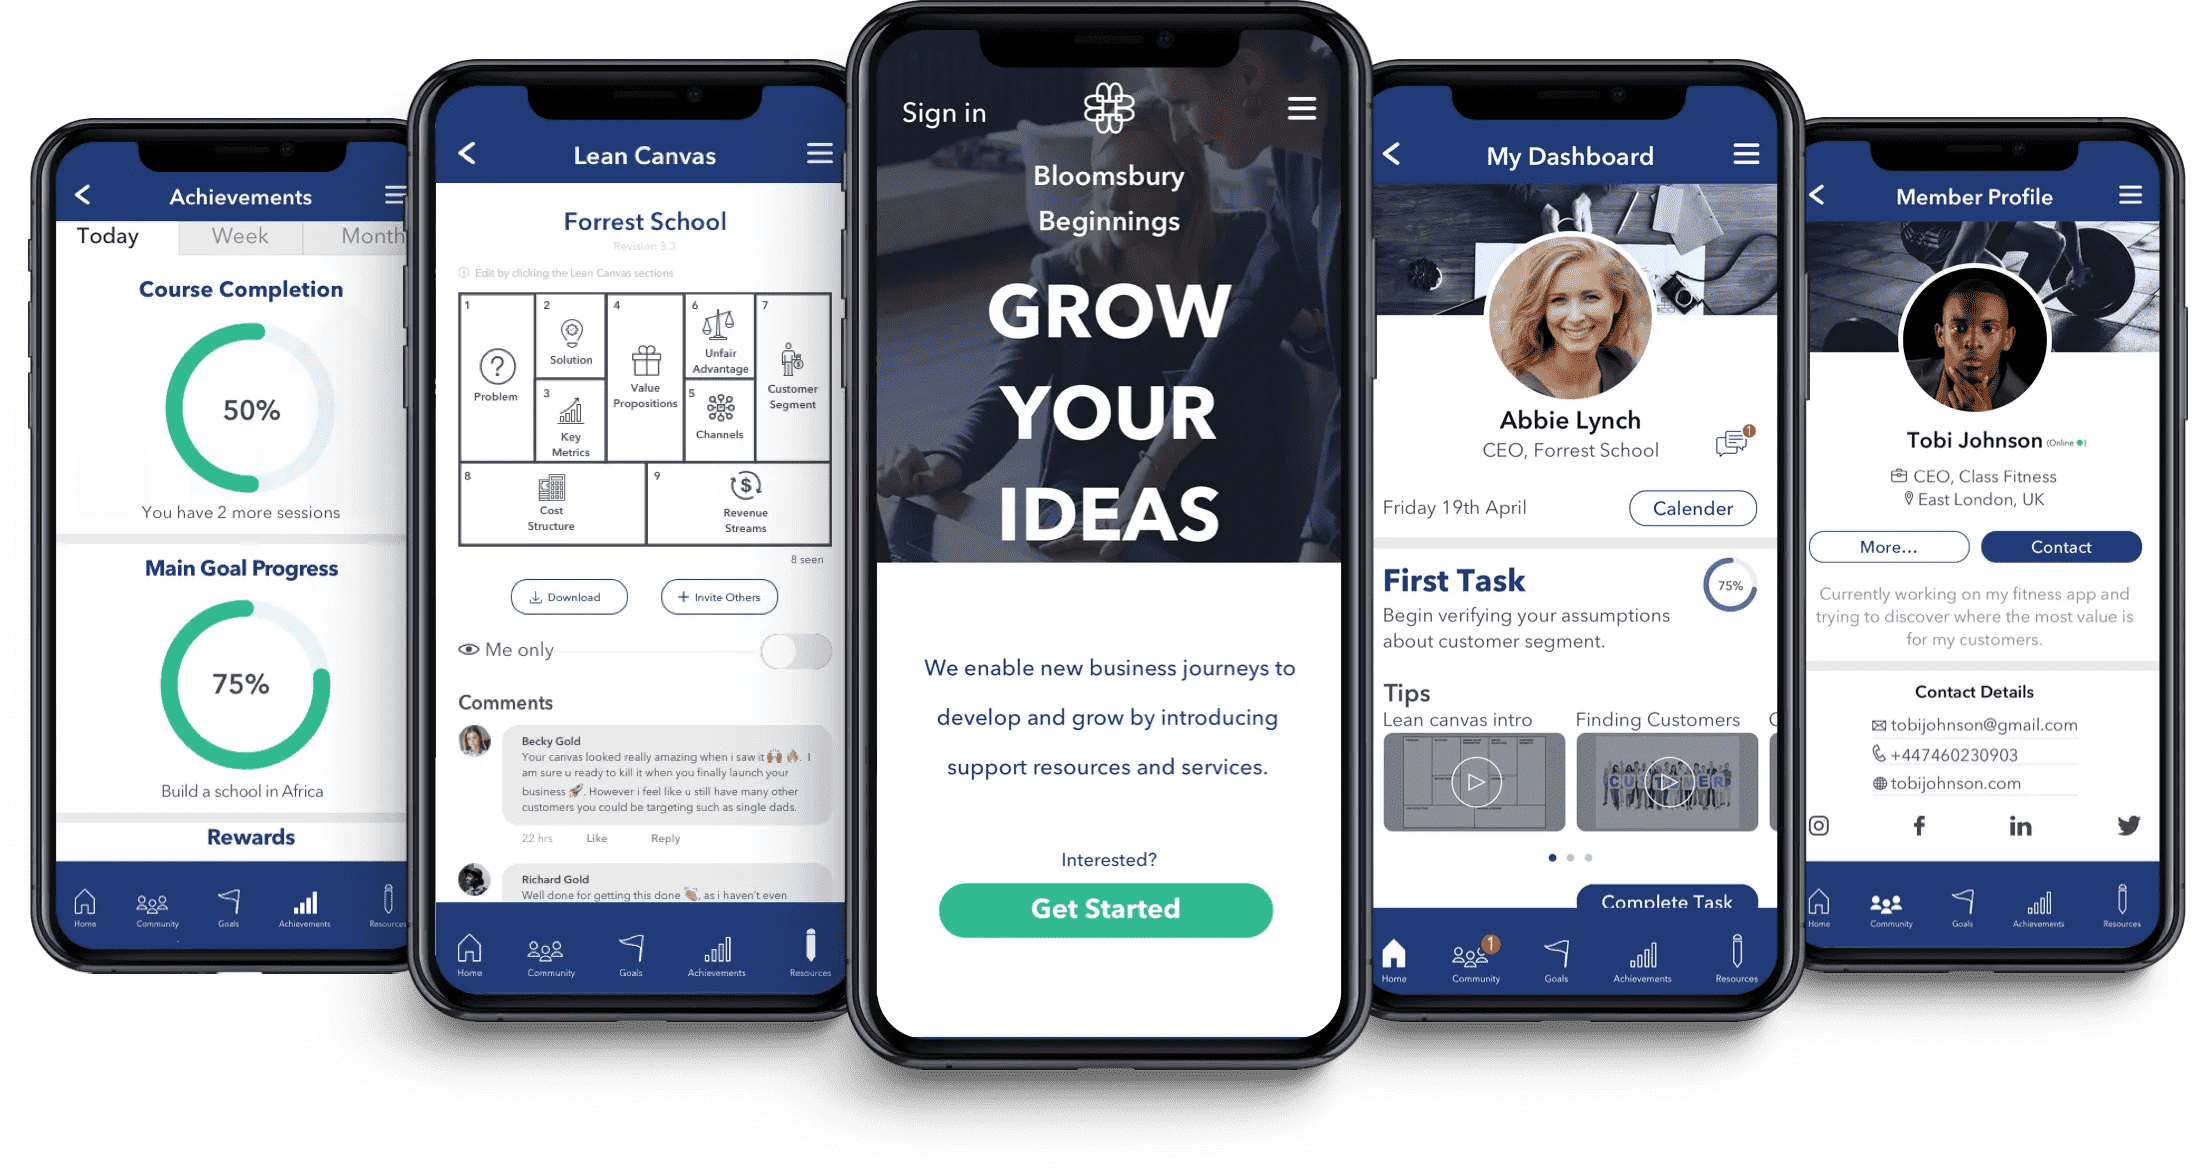 Achievements
Today Week Month
Course Completion
50%
You have 2 more sessions
Main Goal Progress
75%
Build a school in Africa
Rewards
Home Community Goals Achievements Resources
Lean Canvas
Forrest School
Revision 3.3
Edit by clicking the Lean Canvas sections
1
Problem
2
Solution
3
Key
Metrics
4
Value
Propositions
6
Unfair
Advantage
5
Channels
7
Customer
Segment
8
Cost
Structure
9
Revenue
Streams
8 seen
Download
+ Invite Others
Me only
Comments
Becky Gold
Your canvas looked really amazing when i saw it 🙌🏽 🔥. I
am sure u ready to kill it when you finally launch your
business 🚀. However i feel like u still have many other
customers you could be targeting such as single dads.
22 hrs Like Reply
Richard Gold
Well done for getting this done 👏🏽, as i haven't even
Home Community Goals Achievements Resources
Sign in
Bloomsbury
Beginnings
GROW
YOUR
IDEAS
We enable new business journeys to
develop and grow by introducing
support resources and services.
Interested?
Get Started
My Dashboard
Abbie Lynch
CEO, Forrest School
1
Friday 19th April
Calender
First Task
75%
Begin verifying your assumptions
about customer segment.
Tips
Lean canvas intro Finding Customers C
CUSTOMER
Complete Task
1
Home Community Goals Achievements Resources
Member Profile
Tobi Johnson (Online)
CEO, Class Fitness
East London, UK
More... Contact
Currently working on my fitness app and
trying to discover where the most value is
for my customers.
Contact Details
tobijohnson@gmail.com
+447460230903
tobijohnson.com
Home Community Goals Achievements Resources